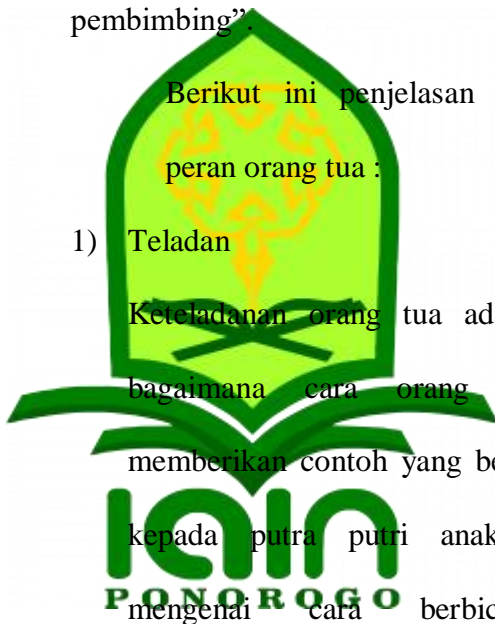 pembimbing”.
Berikut ini penjelasan
peran orang tua :
1) Teladan
Keteladanan orang tua ad
bagaimana cara orang
memberikan contoh yang be
kepada putra putri anak
iain
PONOROGO
mengenai cara berbic